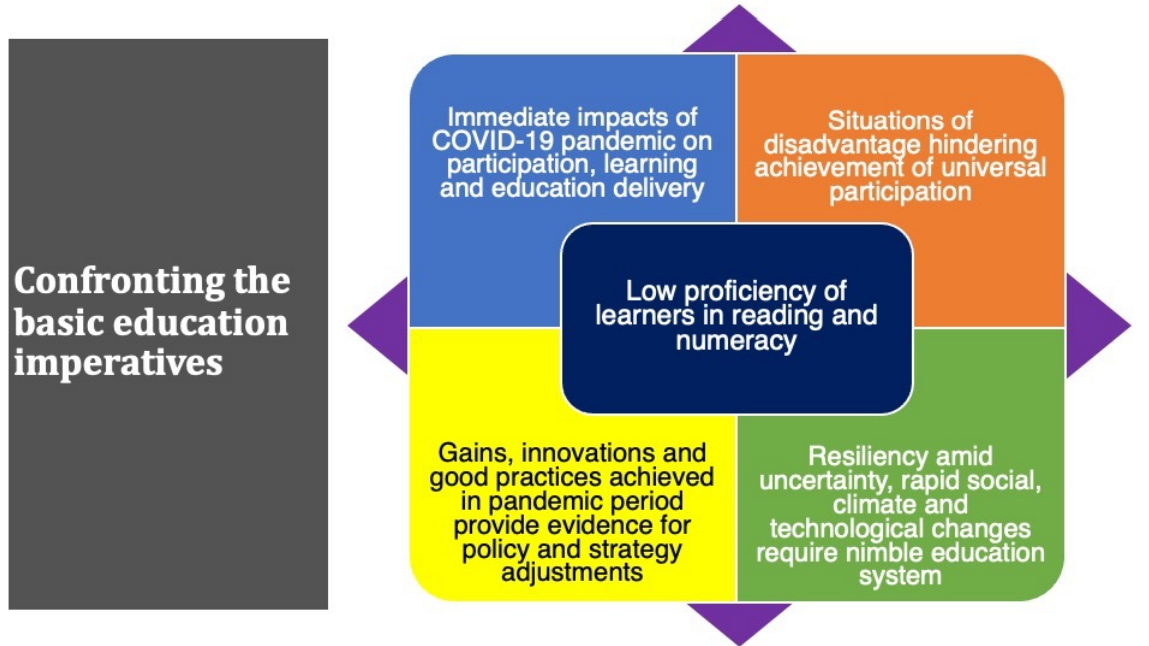 Confronting the
basic education
imperatives
Immediate impacts of
COVID-19 pandemic on
participation, learning
and education delivery
Situations of
disadvantage hindering
achievement of universal
participation
Low proficiency of
learners in reading and
numeracy
Gains, innovations and
good practices achieved
in pandemic period
provide evidence for
policy and strategy
adjustments
Resiliency amid
uncertainty, rapid social,
climate and
technological changes
require nimble education
system